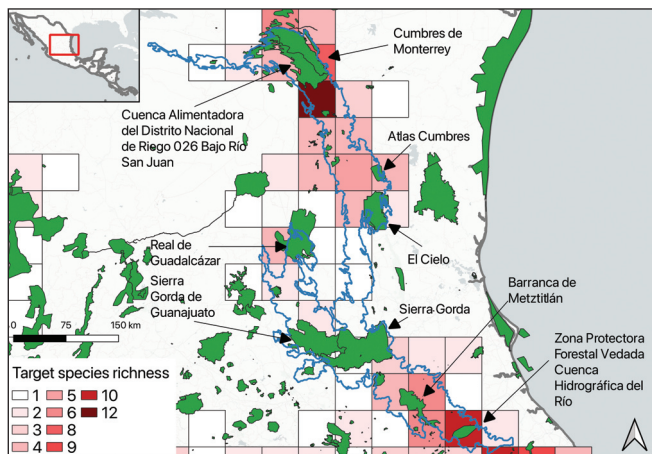 Cumbres de
Monterrey
Cuenca Alimentadora
del Distrito Nacional
de Riego 026 Bajo Río
San Juan
Atlas Cumbres
Real de
Guadalcázar
El Cielo
Sierra
Gorda de
Guanajuato
Barranca de
Metztitlán
Sierra Gorda
0 75 150 km
Zona Protectora
Forestal Vedada
Cuenca
Hidrográfica del
Río
Target species richness
1 5 10
2 6 12
3 8
4 9